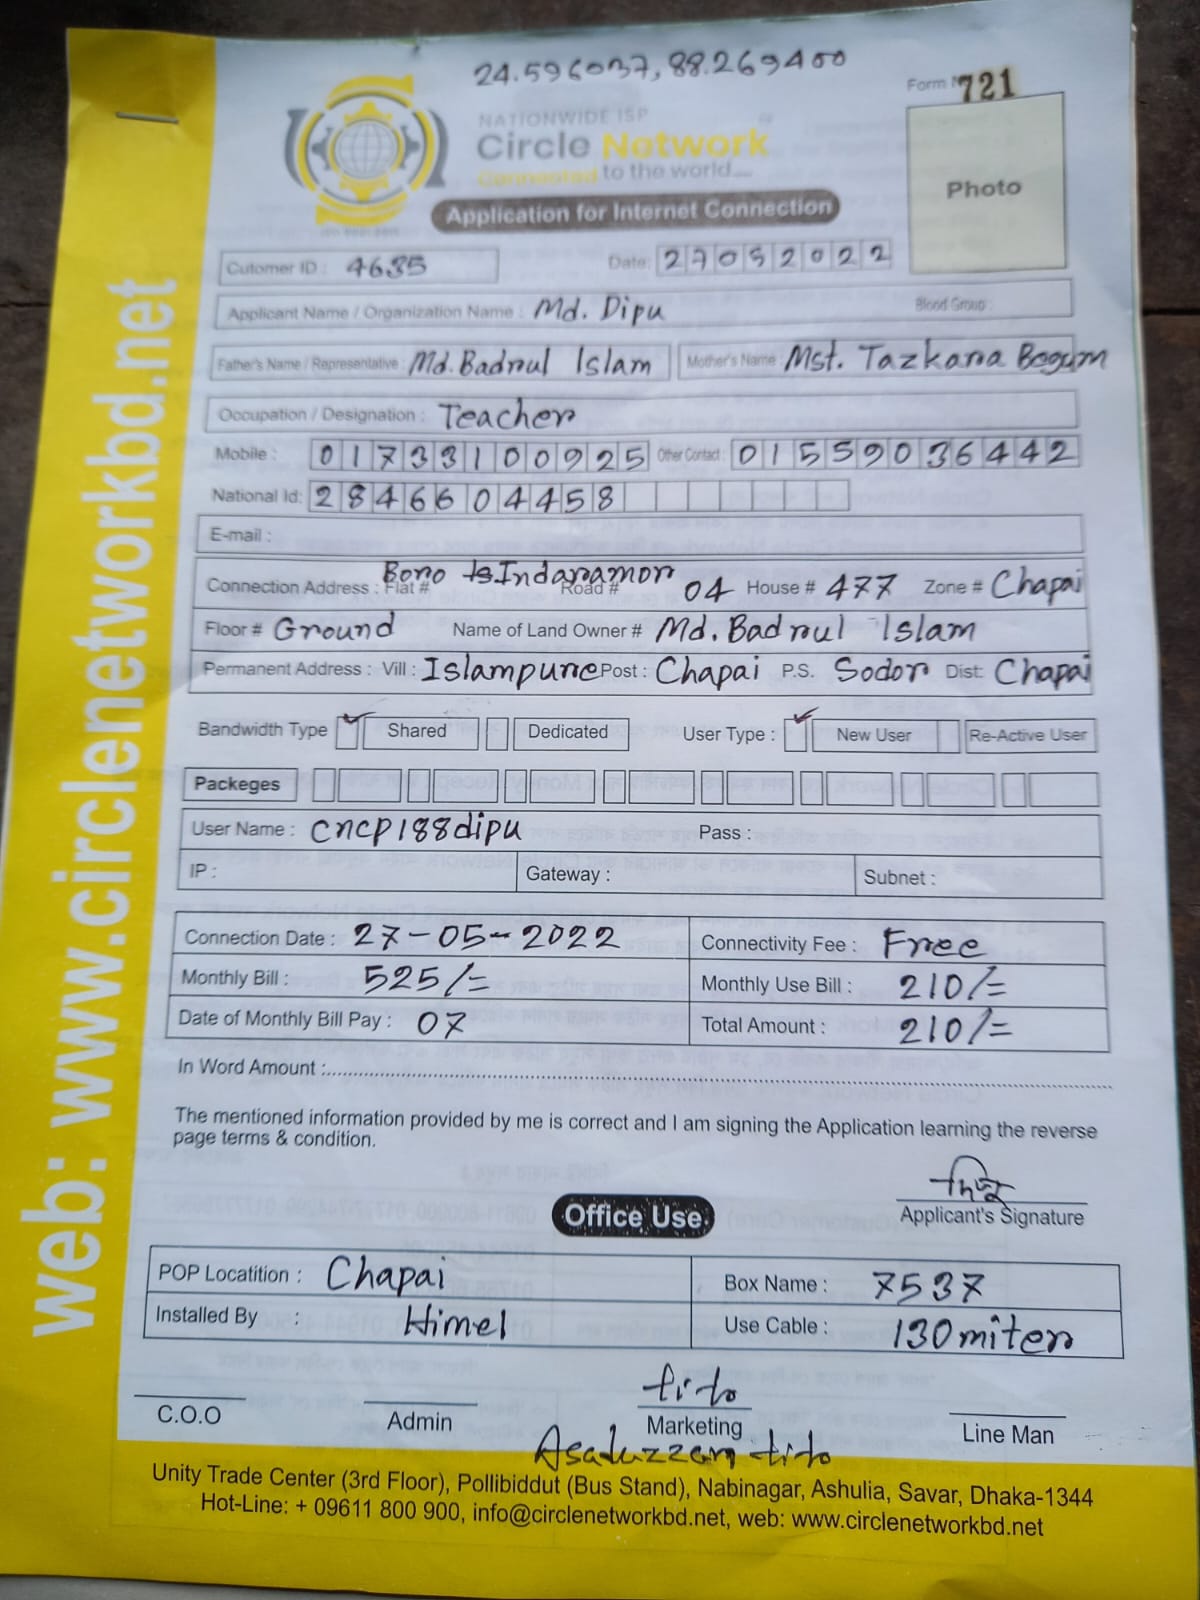 24.596037, 88.269400
Form N 721
NATIONWIDE ISP
Circle Network
Connected to the world...
Photo
Application for Internet Connection
Cutomer ID : 4635
Date: 27052022
Applicant Name / Organization Name : Md. Dipu
Blood Group :
Father's Name / Representative : Md. Badrul Islam
Mother's Name : Mst. Tazkara Begum
Occupation / Designation : Teacher
Mobile : 01733100925 Other Contact : 01559036442
National Id: 2846604458
E-mail :
Connection Address : Flat # Boro Indaramor Road # 04 House # 477 Zone # Chapai
Floor # Ground Name of Land Owner # Md. Badrul Islam
Permanent Address : Vill : Islampure Post : Chapai P.S. Sodor Dist: Chapai
Bandwidth Type ✓ Shared Dedicated User Type : ✓ New User Re-Active User
Packeges
User Name : cncp188dipu Pass :
IP : Gateway : Subnet :
Connection Date : 27-05-2022 Connectivity Fee : Free
Monthly Bill : 525/= Monthly Use Bill : 210/=
Date of Monthly Bill Pay : 07 Total Amount : 210/=
In Word Amount :
The mentioned information provided by me is correct and I am signing the Application learning the reverse
page terms & condition.
Applicant's Signature
Office Use.
POP Locatition : Chapai Box Name : 7537
Installed By : Himel Use Cable : 130miter
tito
C.O.O Admin Marketing Line Man
Asaduzzam tito
Unity Trade Center (3rd Floor), Pollibiddut (Bus Stand), Nabinagar, Ashulia, Savar, Dhaka-1344
Hot-Line: + 09611 800 900, info@circlenetworkbd.net, web: www.circlenetworkbd.net
web: www.circlenetworkbd.net